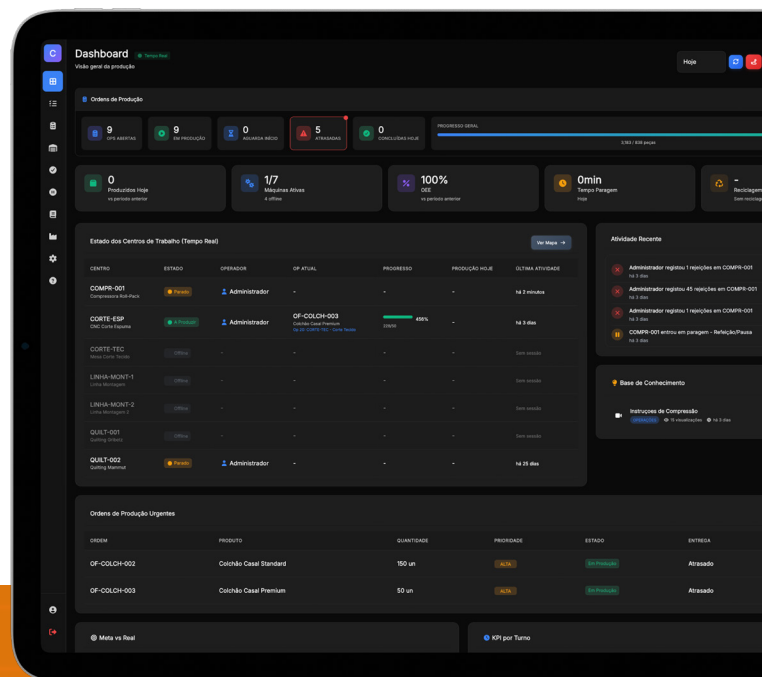 C
Dashboard
Tempo Real
Visão geral da produção
Hoje
Ordens de Produção
9
OPS ABERTAS
9
EM PRODUÇÃO
0
AGUARDA INÍCIO
5
ATRASADAS
0
CONCLUÍDAS HOJE
PROGRESSO GERAL
peças
0
Produzidos Hoje
vs período anterior
1/7
Máquinas Ativas
4 offline
100%
OEE
vs período anterior
0min
Tempo Paragem
Hoje
-
Reciclagem
Estado dos Centros de Trabalho (Tempo Real)
Ver Mapa →
CENTRO ESTADO OPERADOR OP ATUAL PROGRESSO PRODUÇÃO HOJE ÚLTIMA ATIVIDADE
COMPR-001 Parado Administrador - - - há 2 minutos
Compressora Roll-Pack
CORTE-ESP A Produzir Administrador OF-COLCH-003 456% - há 3 dias
CNC Corte Espuma Colchão Casal Premium
CORTE-TEC Offline - - - - Sem sessão
Mesa Corte Tecido
LINHA-MONT-1 Offline - - - - Sem sessão
Linha Montagem
LINHA-MONT-2 Offline - - - - Sem sessão
Linha Montagem 2
QUILT-001 Offline - - - - Sem sessão
Quilting
QUILT-002 Parado Administrador - - - há 25 dias
Quilting Mammut
Atividade Recente
Administrador registou 1 rejeições em COMPR-001
há 3 dias
Administrador registou 45 rejeições em COMPR-001
há 3 dias
Administrador registou 1 rejeições em COMPR-001
há 3 dias
COMPR-001 entrou em paragem - Refeição/Pausa
há 3 dias
Base de Conhecimento
Instruçoes de Compressão
OPERAÇÕES 15 visualizações há 3 dias
Ordens de Produção Urgentes
ORDEM PRODUTO QUANTIDADE PRIORIDADE ESTADO ENTREGA
OF-COLCH-002 Colchão Casal Standard 150 un ALTA Em Produção Atrasado
OF-COLCH-003 Colchão Casal Premium 50 un ALTA Em Produção Atrasado
Meta vs Real
KPI por Turno